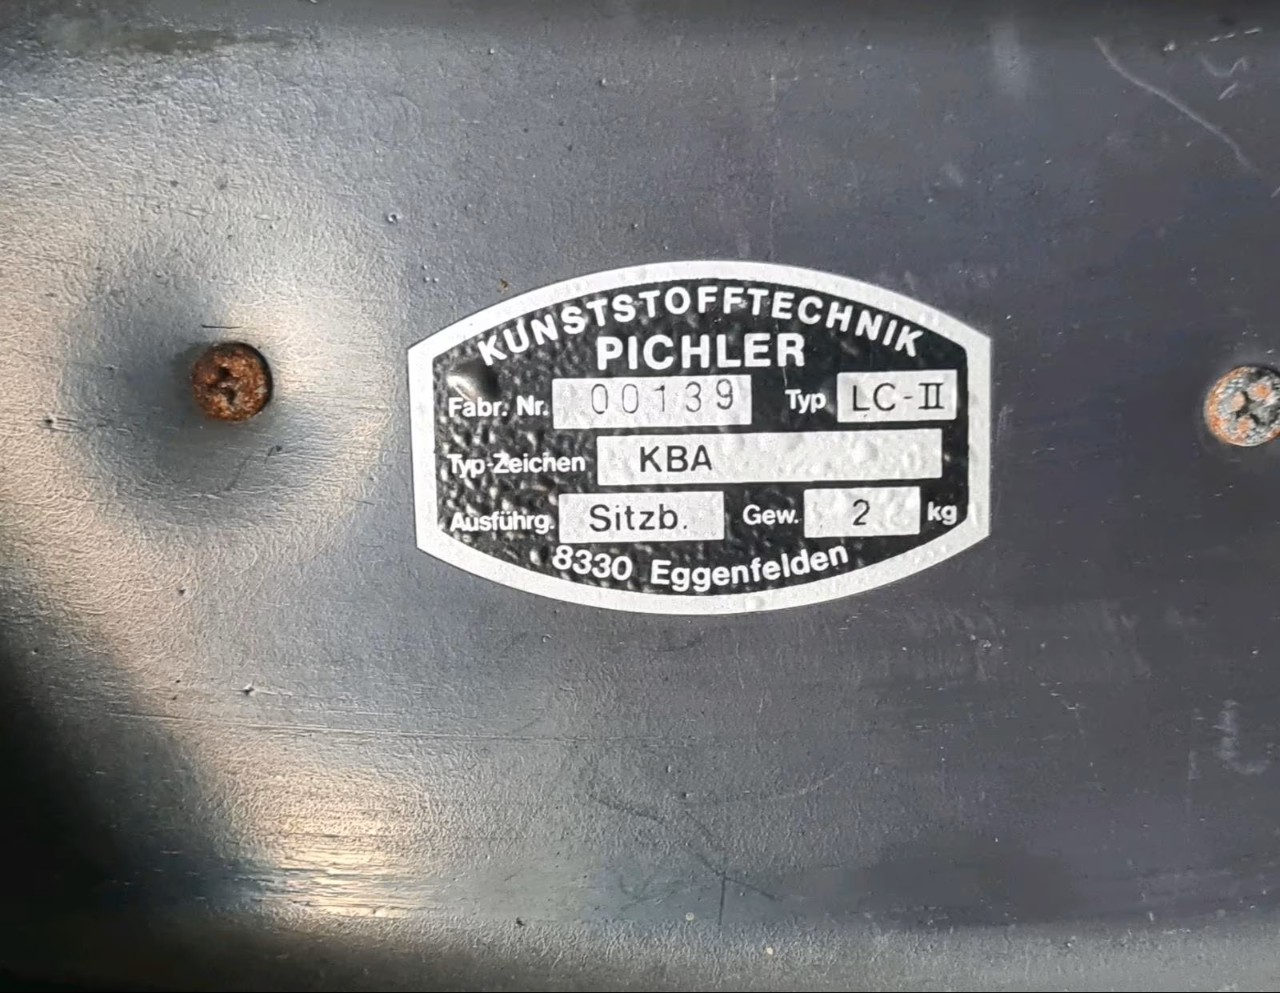 KUNSTSTOFFTECHNIK
PICHLER
Fabr. Nr. 00139 Typ LC-II
Typ-Zeichen KBA
Ausführg. Sitzb. Gew. 2 kg
8330 Eggenfelden